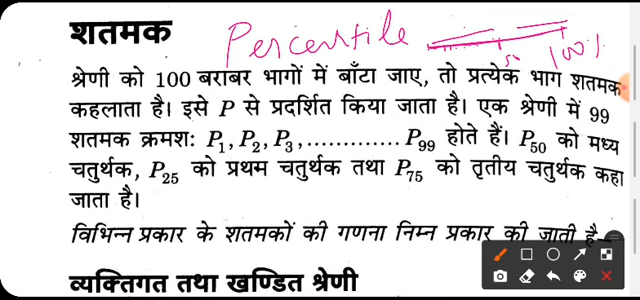 शतमक Percentile 50 100%
श्रेणी को 100 बराबर भागों में बाँटा जाए, तो प्रत्येक भाग शतमक
कहलाता है। इसे P से प्रदर्शित किया जाता है। एक श्रेणी में 99
शतमक क्रमशः P₁, P₂, P₃, ............. P₉₉ होते हैं। P₅₀ को मध्य
चतुर्थक, P₂₅ को प्रथम चतुर्थक तथा P₇₅ को तृतीय चतुर्थक कहा
जाता है।
विभिन्न प्रकार के शतमकों की गणना निम्न प्रकार की जाती है–
व्यक्तिगत तथा खण्डित श्रेणी